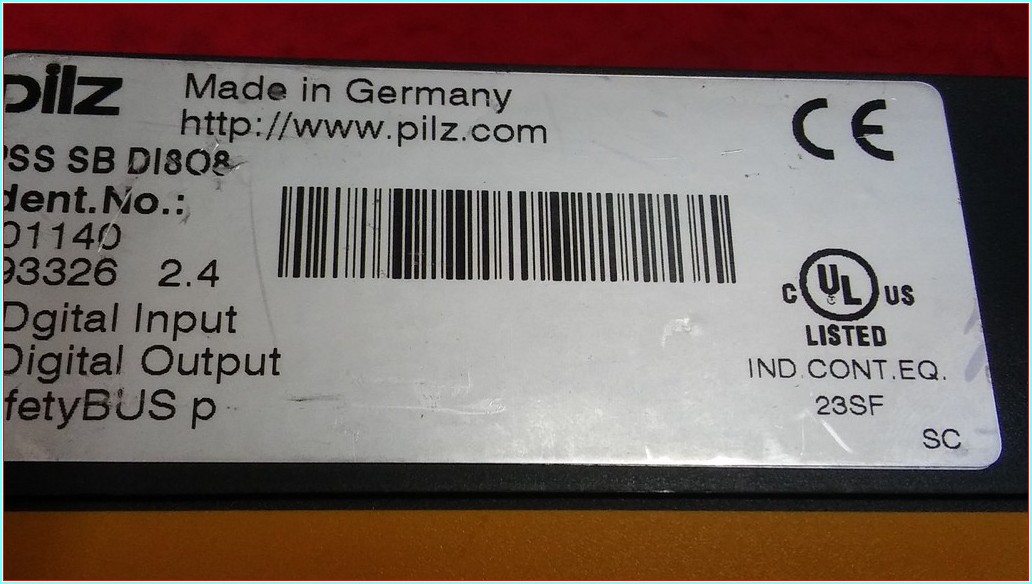 pilz
Made in Germany
http://www.pilz.com
PSS SB DI8O8
dent.No.:
01140
93326 2.4
Dgital Input
Digital Output
fetyBUS p
CE
C UL US
LISTED
IND.CONT.EQ.
23SF
SC